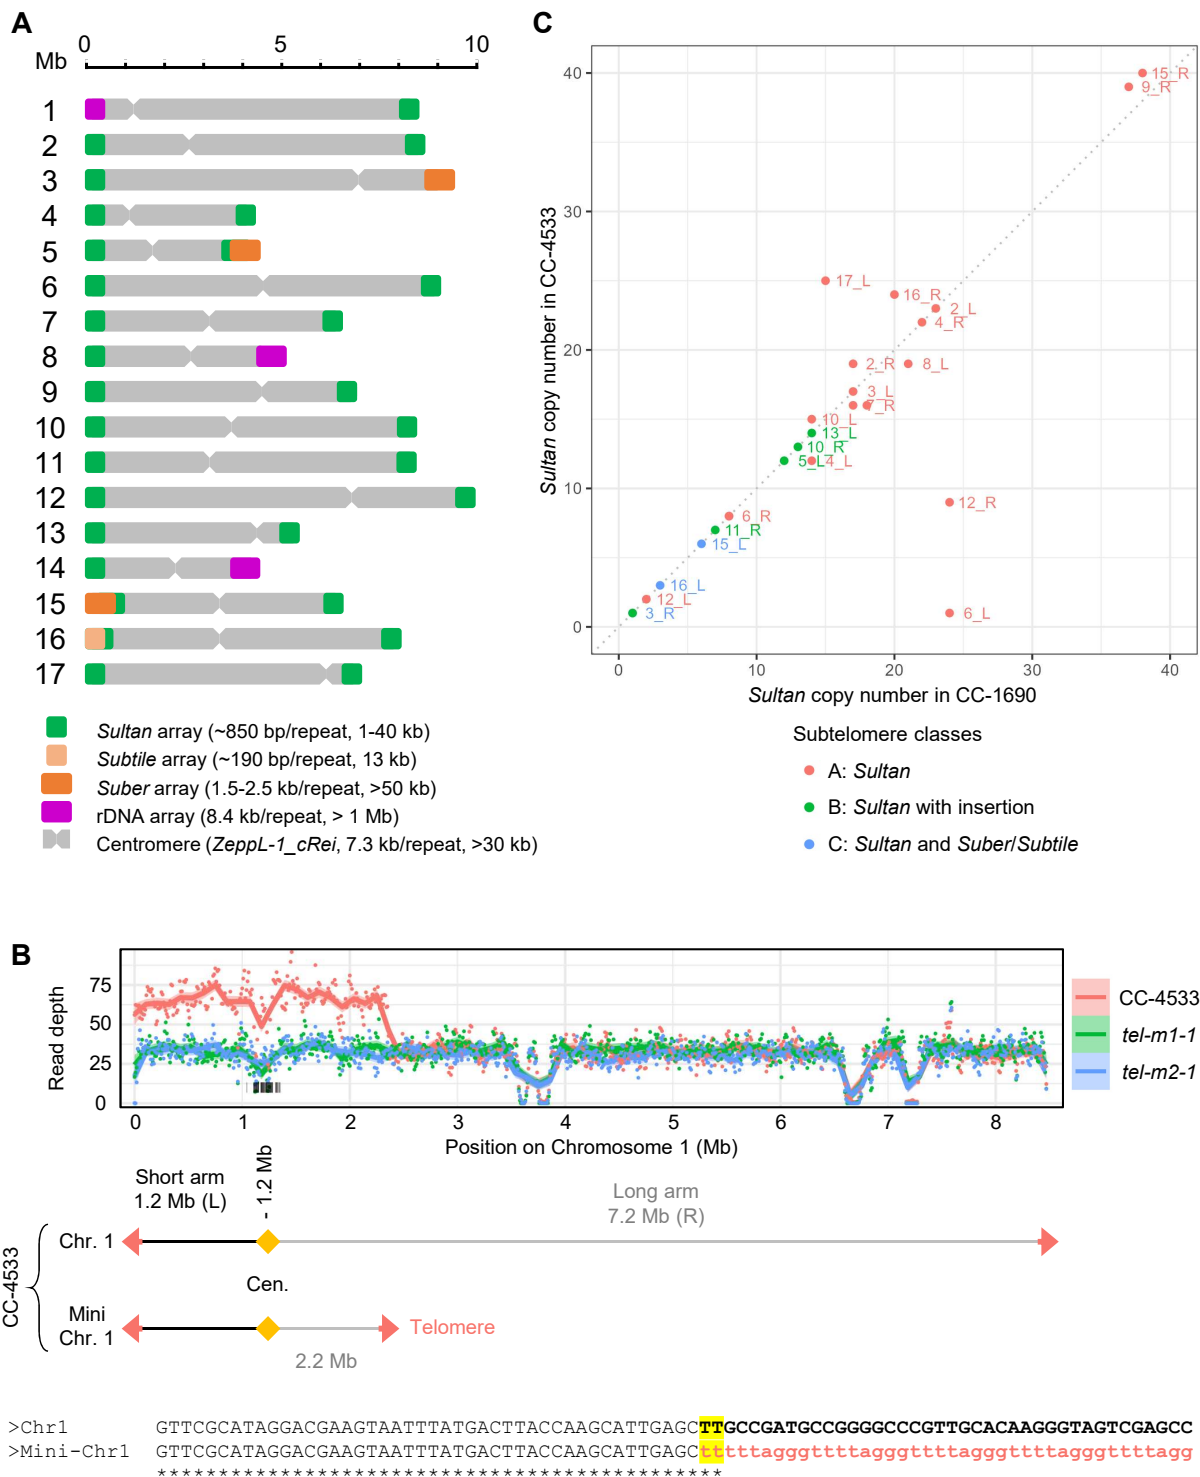 A
0 5 10
Mb
1
2
3
4
5
6
7
8
9
10
11
12
13
14
15
16
17
Sultan array (~850 bp/repeat, 1-40 kb)
Subtile array (~190 bp/repeat, 13 kb)
Suber array (1.5-2.5 kb/repeat, >50 kb)
rDNA array (8.4 kb/repeat, > 1 Mb)
Centromere (ZeppL-1_cRei, 7.3 kb/repeat, >30 kb)
C
Sultan copy number in CC-4533
40
30
20
10
0
15_R
9_R
17_L
16_R
2_L
4_R
2_R
8_L
3_L
7_R
10_L
13_L
10_R
5_L
4_L
12_R
6_R
11_R
15_L
16_L
12_L
3_R
6_L
0 10 20 30 40
Sultan copy number in CC-1690
Subtelomere classes
A: Sultan
B: Sultan with insertion
C: Sultan and Suber/Subtile
B
Read depth
75
50
25
0
0 1 2 3 4 5 6 7 8
Position on Chromosome 1 (Mb)
CC-4533
tel-m1-1
tel-m2-1
Short arm
1.2 Mb (L)
- 1.2 Mb
Long arm
7.2 Mb (R)
CC-4533
Chr. 1
Cen.
Mini
Chr. 1
Telomere
2.2 Mb
>Chr1 GTTCGCATAGGACGAAGTAATTTATGACTTACCAAGCATTGAGCTTGCCGATGCCGGGGCCCGTTGCACAAGGGTAGTCGAGCC
>Mini-Chr1 GTTCGCATAGGACGAAGTAATTTATGACTTACCAAGCATTGAGCttttttagggttttagggttttagggttttagggttttagg
**********************************************